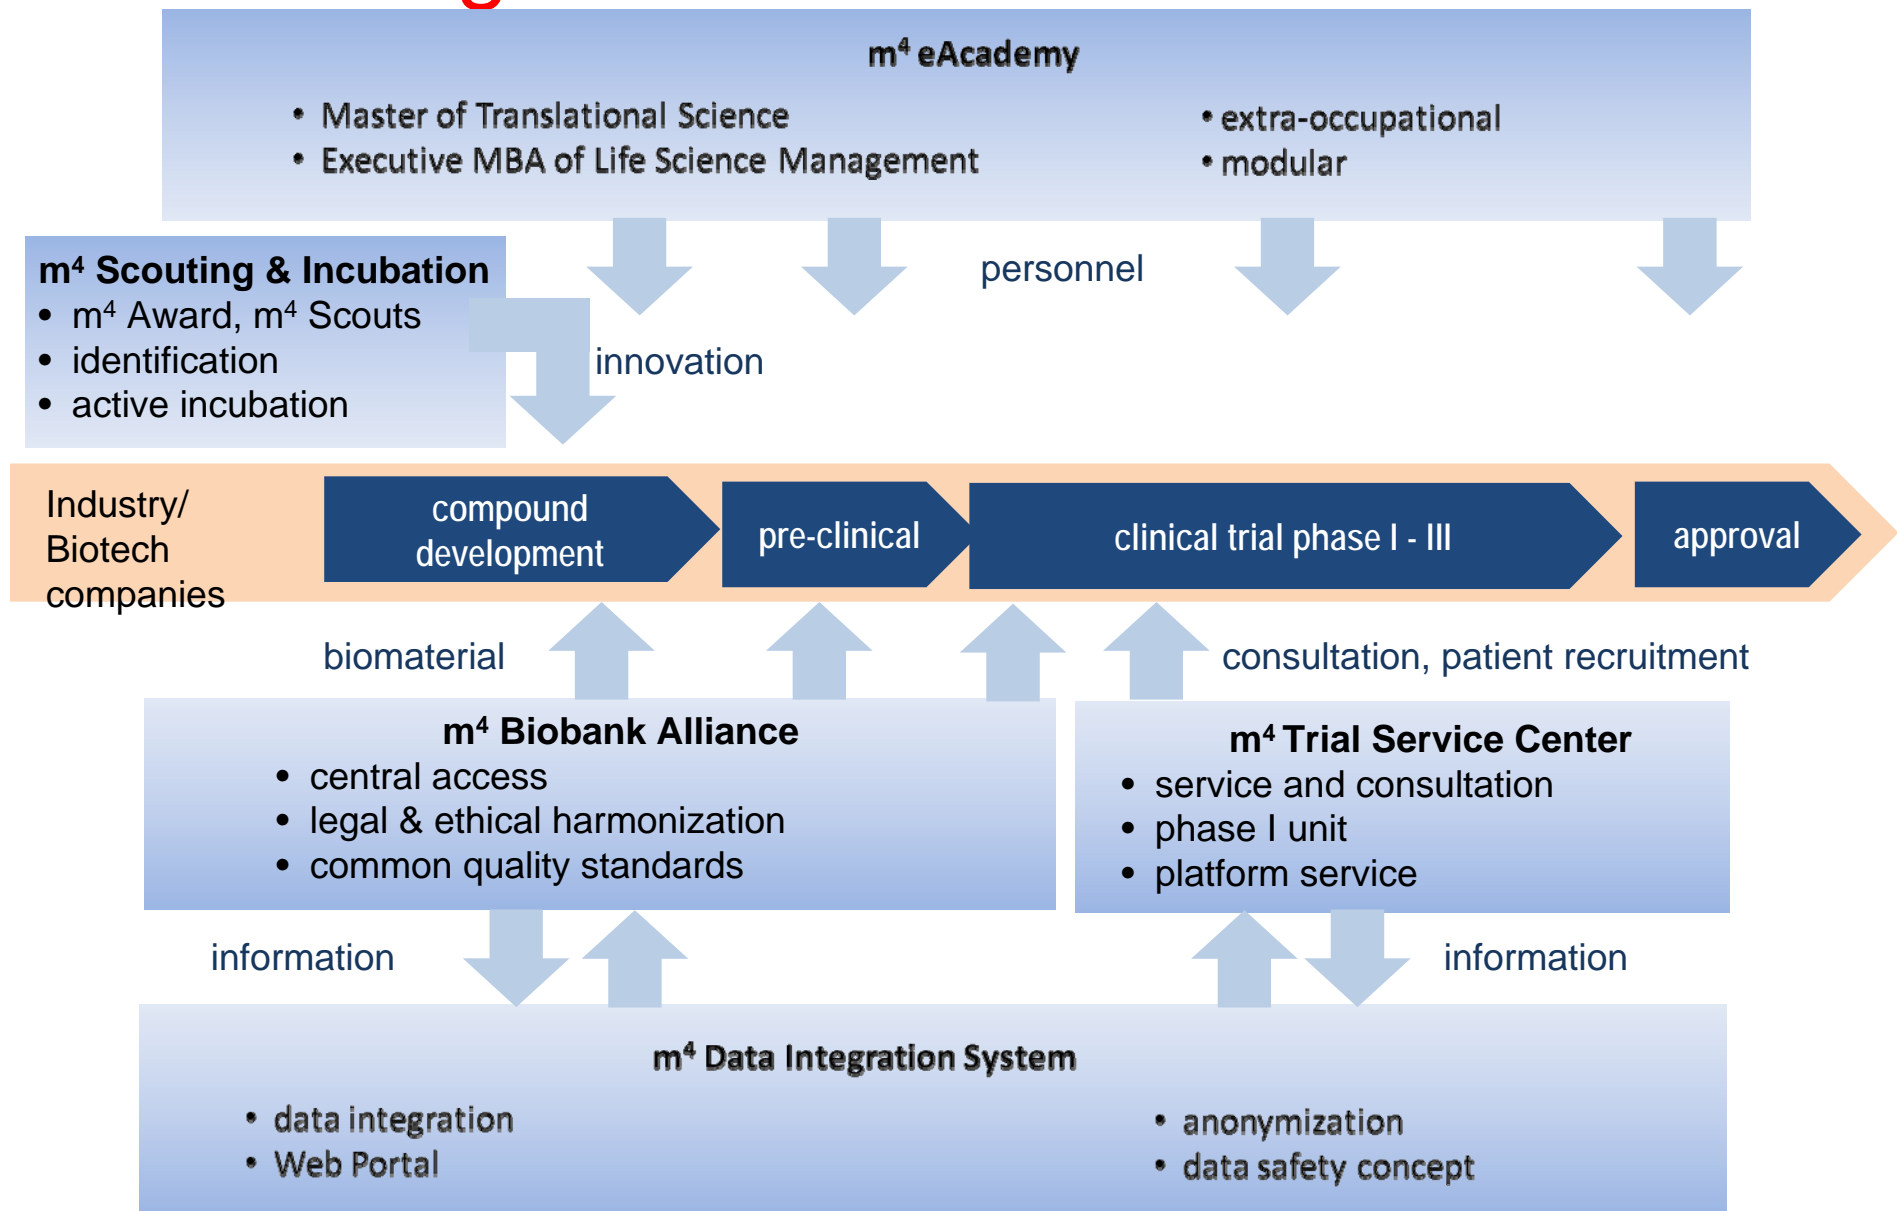 m⁴ eAcademy
• Master of Translational Science
• Executive MBA of Life Science Management
• extra-occupational
• modular
personnel
m⁴ Scouting & Incubation
• m⁴ Award, m⁴ Scouts
• identification
• active incubation
innovation
Industry/
Biotech
companies
compound
development
pre-clinical
clinical trial phase I - III
approval
biomaterial
consultation, patient recruitment
m⁴ Biobank Alliance
• central access
• legal & ethical harmonization
• common quality standards
m⁴ Trial Service Center
• service and consultation
• phase I unit
• platform service
information
information
m⁴ Data Integration System
• data integration
• Web Portal
• anonymization
• data safety concept